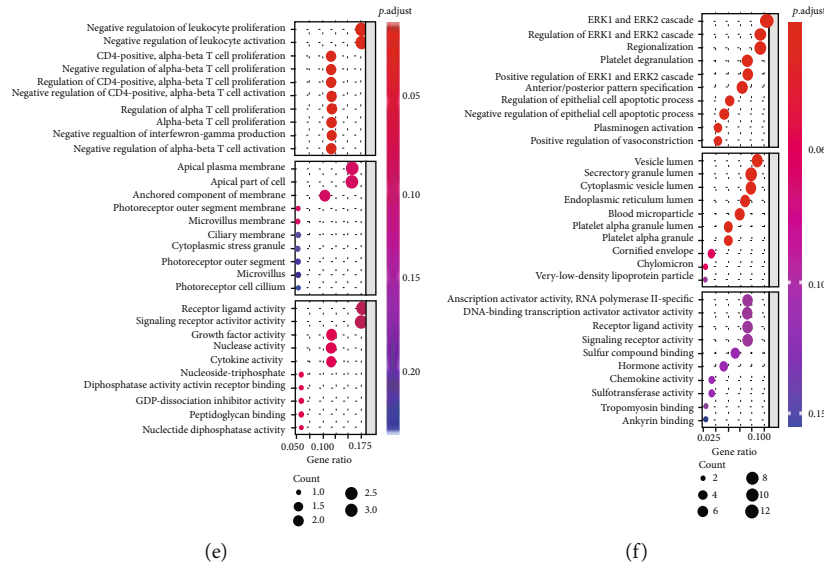 p.adjust
Negative regulatoion of leukocyte proliferation
Negative regulation of leukocyte activation
CD4-positive, alpha-beta T cell proliferation
Negative regulation of alpha-beta T cell proliferation
Regulation of CD4-positive, alpha-beta T cell proliferation
Negative regulation of CD4-positive, alpha-beta T cell activation
Regulation of alpha T cell proliferation
Alpha-beta T cell proliferation
Negative regualtion of interfewron-gamma production
Negative regulation of alpha-beta T cell activation
Apical plasma membrane
Apical part of cell
Anchored component of membrane
Photoreceptor outer segment membrane
Microvillus membrane
Ciliary membrane
Cytoplasmic stress granule
Photoreceptor outer segment
Microvillus
Photoreceptor cell cillium
Receptor ligamd activity
Signaling receptor activitor activity
Growth factor activity
Nuclease activity
Cytokine activity
Nucleoside-triphosphate
Diphosphatase activity activin receptor binding
GDP-dissociation inhibitor activity
Peptidoglycan binding
Nuclectide diphosphatase activity
0.05
0.10
0.15
0.20
0.050 0.100 0.175
Gene ratio
Count
1.0
1.5
2.0
2.5
3.0
(e)
p.adjust
ERK1 and ERK2 cascade
Regulation of ERK1 and ERK2 cascade
Regionalization
Platelet degranulation
Positive regulation of ERK1 and ERK2 cascade
Anterior/posterior pattern specification
Regulation of epithelial cell apoptotic process
Negative regulation of epithelial cell apoptotic process
Plasminogen activation
Positive regulation of vasoconstriction
Vesicle lumen
Secrectory granule lumen
Cytoplasmic vesicle lumen
Endoplasmic reticulum lumen
Blood microparticle
Platelet alpha granule lumen
Platelet alpha granule
Cornified envelope
Chylomicron
Very-low-density lipoprotein particle
Anscription activator activity, RNA polymerase II-specific
DNA-binding transcription activator activator activity
Receptor ligand activity
Signaling receptor activity
Sulfur compound binding
Hormone activity
Chemokine activity
Sulfotransferase activity
Tropomyosin binding
Ankyrin binding
0.06
0.10
0.15
0.025 0.100
Gene ratio
Count
2
4
6
8
10
12
(f)